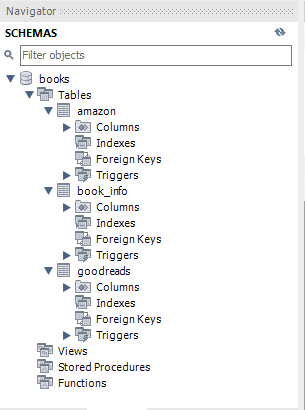 Navigator
SCHEMAS
Filter objects
books
Tables
amazon
Columns
Indexes
Foreign Keys
Triggers
book_info
Columns
Indexes
Foreign Keys
Triggers
goodreads
Columns
Indexes
Foreign Keys
Triggers
Views
Stored Procedures
Functions